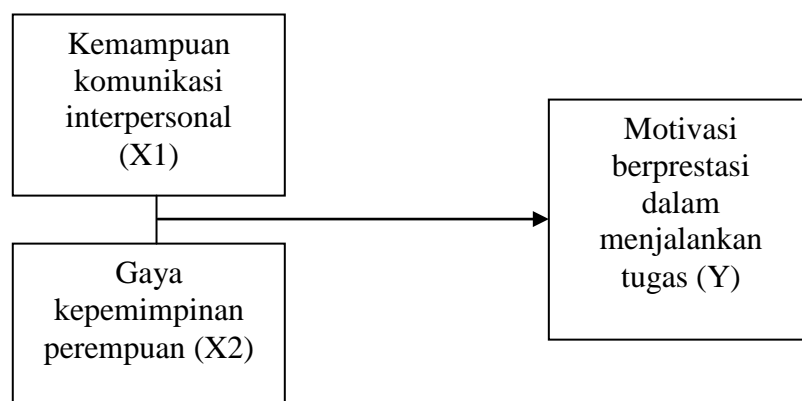 Kemampuan
komunikasi
interpersonal
(X1)
Gaya
kepemimpinan
perempuan (X2)
Motivasi
berprestasi
dalam
menjalankan
tugas (Y)